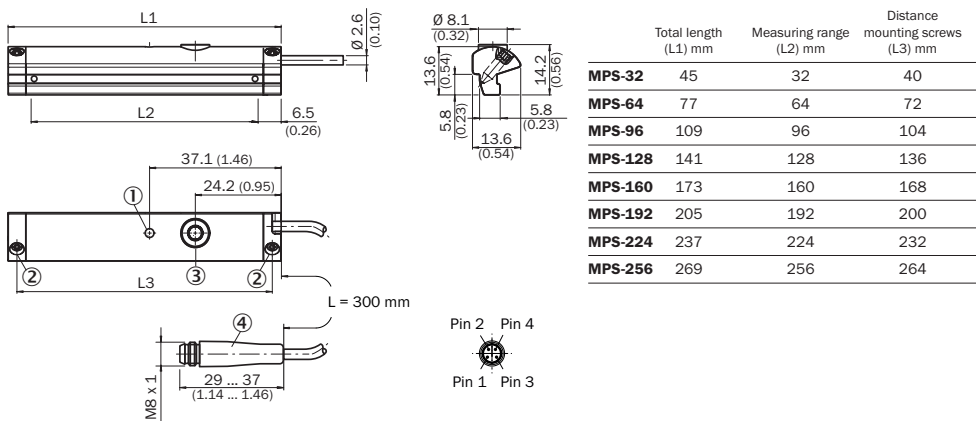 L1
Ø 2.6
(0.10)
L2
6.5
(0.26)
Ø 8.1
(0.32)
13.6
(0.54)
14.2
(0.56)
5.8
(0.23)
5.8
(0.23)
13.6
(0.54)
37.1 (1.46)
24.2 (0.95)
①
②
③
②
L3
L = 300 mm
④
M8 x 1
29 ... 37
(1.14 ... 1.46)
Pin 2 Pin 4
Pin 1 Pin 3
Total length (L1) mm Measuring range (L2) mm Distance mounting screws (L3) mm
MPS-32 45 32 40
MPS-64 77 64 72
MPS-96 109 96 104
MPS-128 141 128 136
MPS-160 173 160 168
MPS-192 205 192 200
MPS-224 237 224 232
MPS-256 269 256 264